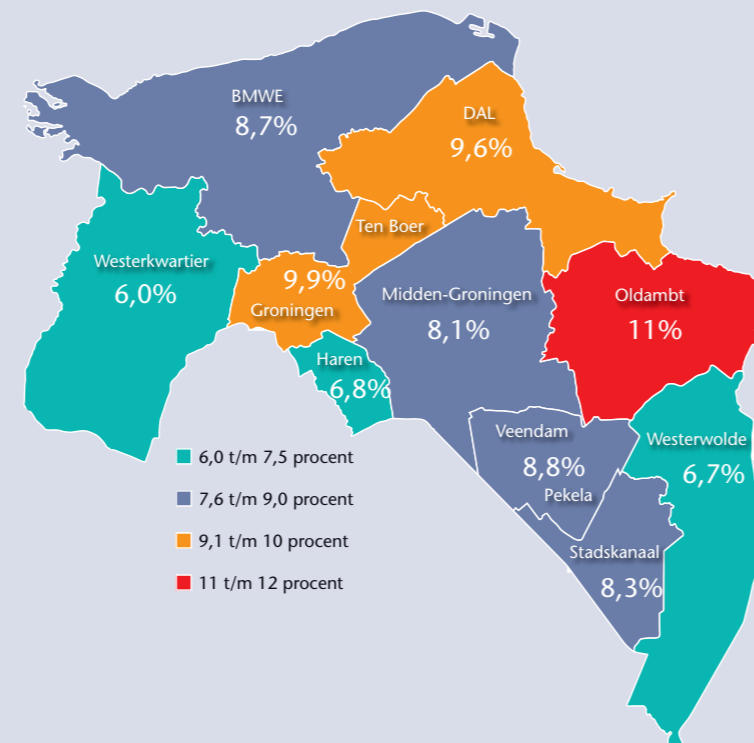 BMWE
8,7%
DAL
9,6%
Ten Boer
Westerkwartier
6,0%
9,9%
Groningen
Midden-Groningen
8,1%
Oldambt
11%
Haren
6,8%
Veendam
8,8%
Pekela
Westerwolde
6,7%
Stadskanaal
8,3%
6,0 t/m 7,5 procent
7,6 t/m 9,0 procent
9,1 t/m 10 procent
11 t/m 12 procent